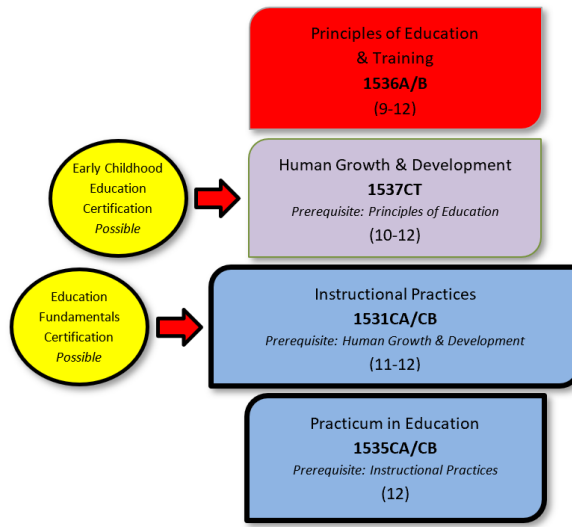 Principles of Education
& Training
1536A/B
(9-12)
Early Childhood
Education
Certification
Possible
Human Growth & Development
1537CT
Prerequisite: Principles of Education
(10-12)
Education
Fundamentals
Certification
Possible
Instructional Practices
1531CA/CB
Prerequisite: Human Growth & Development
(11-12)
Practicum in Education
1535CA/CB
Prerequisite: Instructional Practices
(12)